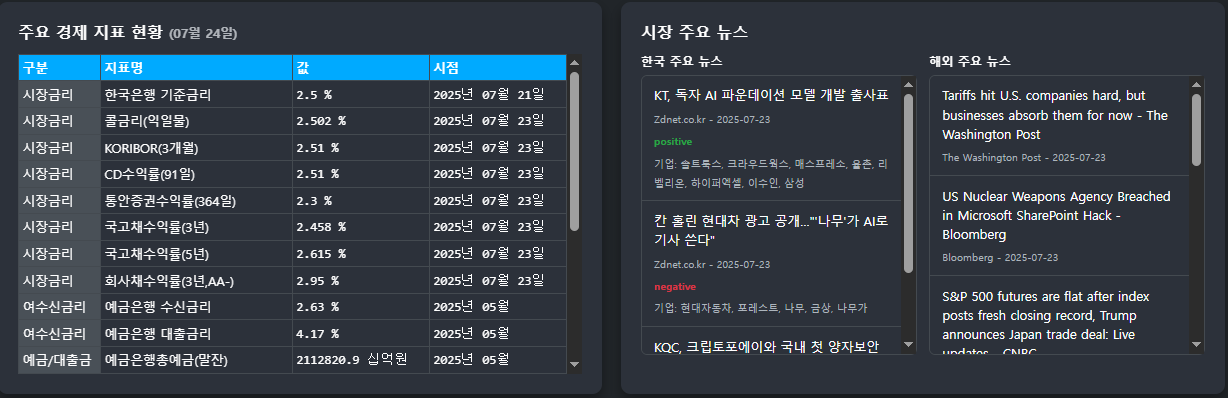 주요 경제 지표 현황 (07월 24일)
구분 지표명 값 시점
시장금리 한국은행 기준금리 2.5 % 2025년 07월 21일
시장금리 콜금리(익일물) 2.502 % 2025년 07월 23일
시장금리 KORIBOR(3개월) 2.51 % 2025년 07월 23일
시장금리 CD수익률(91일) 2.51 % 2025년 07월 23일
시장금리 통안증권수익률(364일) 2.3 % 2025년 07월 23일
시장금리 국고채수익률(3년) 2.458 % 2025년 07월 23일
시장금리 국고채수익률(5년) 2.615 % 2025년 07월 23일
시장금리 회사채수익률(3년,AA-) 2.95 % 2025년 07월 23일
여수신금리 예금은행 수신금리 2.63 % 2025년 05월
여수신금리 예금은행 대출금리 4.17 % 2025년 05월
예금/대출금 예금은행총예금(말잔) 2112820.9 십억원 2025년 05월
시장 주요 뉴스
한국 주요 뉴스
KT, 독자 AI 파운데이션 모델 개발 출사표
Zdnet.co.kr - 2025-07-23
positive
기업: 솔트룩스, 크라우드웍스, 매스프레소, 율촌, 리
벨리온, 하이퍼엑셀, 이수인, 삼성
칸 홀린 현대차 광고 공개..."'나무'가 AI로
기사 쓴다"
Zdnet.co.kr - 2025-07-23
negative
기업: 현대자동차, 포레스트, 나무, 금상, 나무가
KQC, 크립토포에이와 국내 첫 양자보안
해외 주요 뉴스
Tariffs hit U.S. companies hard, but
businesses absorb them for now - The
Washington Post
The Washington Post - 2025-07-23
US Nuclear Weapons Agency Breached
in Microsoft SharePoint Hack -
Bloomberg
Bloomberg - 2025-07-23
S&P 500 futures are flat after index
posts fresh closing record, Trump
announces Japan trade deal: Live
updates - CNBC